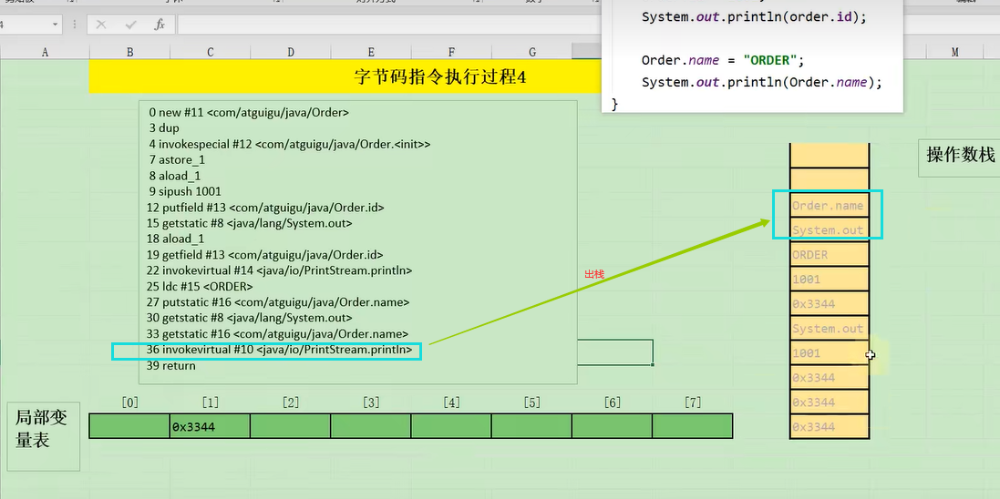 A B C D E F G M
System.out.println(order.id);
Order.name = "ORDER";
System.out.println(Order.name);
}
字节码指令执行过程4
0 new #11 <com/atguigu/java/Order>
3 dup
4 invokespecial #12 <com/atguigu/java/Order.<init>>
7 astore_1
8 aload_1
9 sipush 1001
12 putfield #13 <com/atguigu/java/Order.id>
15 getstatic #8 <java/lang/System.out>
18 aload_1
19 getfield #13 <com/atguigu/java/Order.id>
22 invokevirtual #14 <java/io/PrintStream.println>
25 ldc #15 <ORDER>
27 putstatic #16 <com/atguigu/java/Order.name>
30 getstatic #8 <java/lang/System.out>
33 getstatic #16 <com/atguigu/java/Order.name>
36 invokevirtual #10 <java/io/PrintStream.println>
39 return
出栈
操作数栈
Order.name
System.out
ORDER
1001
0x3344
System.out
1001
0x3344
0x3344
0x3344
[0] [1] [2] [3] [4] [5] [6] [7]
局部变
量表
0x3344